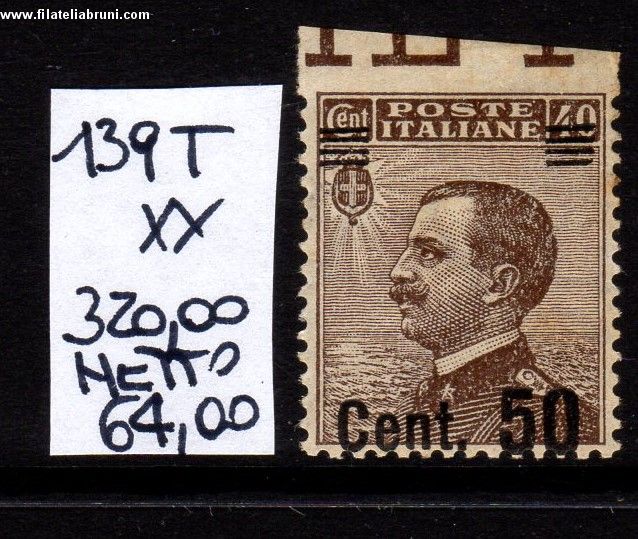 www.filateliabruni.com
139T
XX
320,00
NETTO
64,00
Cent POSTE 40
ITALIANE
Cent. 50